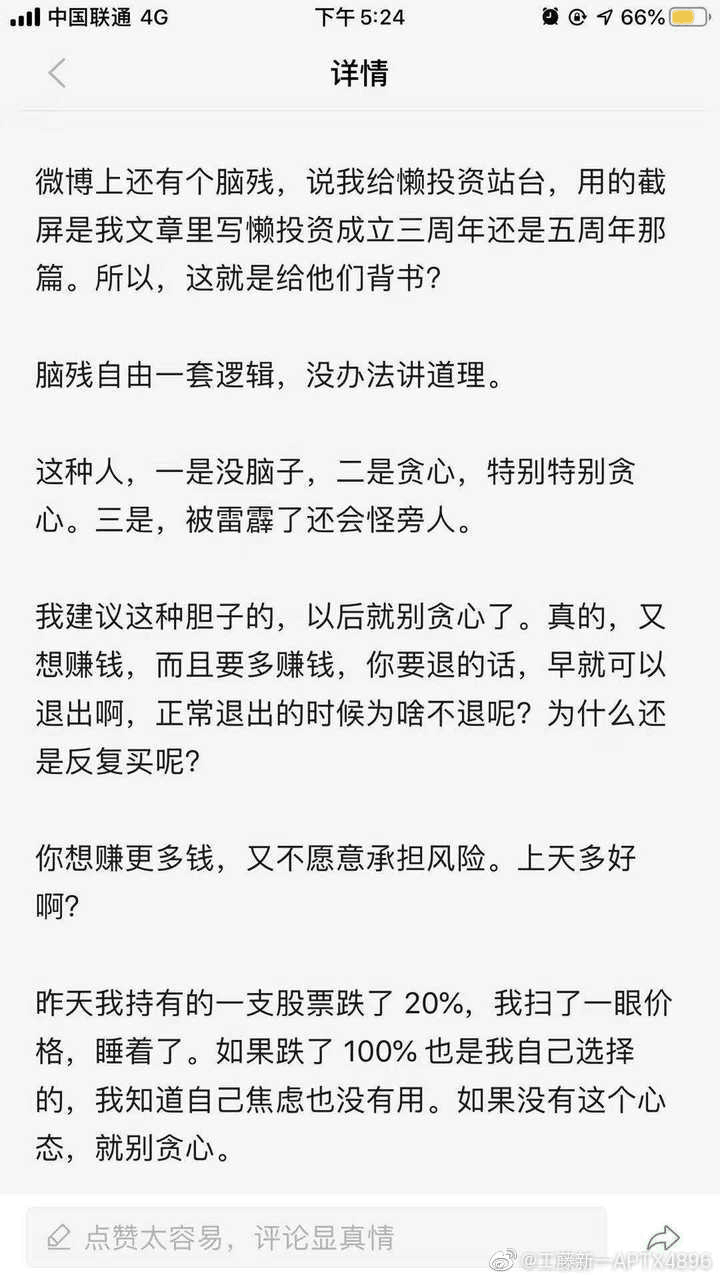 中国联通 4G 下午 5:24 66%
详情
微博上还有个脑残，说我给懒投资站台，用的截
屏是我文章里写懒投资成立三周年还是五周年那
篇。所以，这就是给他们背书？
脑残自由一套逻辑，没办法讲道理。
这种人，一是没脑子，二是贪心，特别特别贪
心。三是，被雷霹了还会怪旁人。
我建议这种胆子的，以后就别贪心了。真的，又
想赚钱，而且要多赚钱，你要退的话，早就可以
退出啊，正常退出的时候为啥不退呢？为什么还
是反复买呢？
你想赚更多钱，又不愿意承担风险。上天多好
啊？
昨天我持有的一支股票跌了 20%，我扫了一眼价
格，睡着了。如果跌了 100% 也是我自己选择
的，我知道自己焦虑也没有用。如果没有这个心
态，就别贪心。
点赞太容易，评论显真情
@工藤新一APTX4896